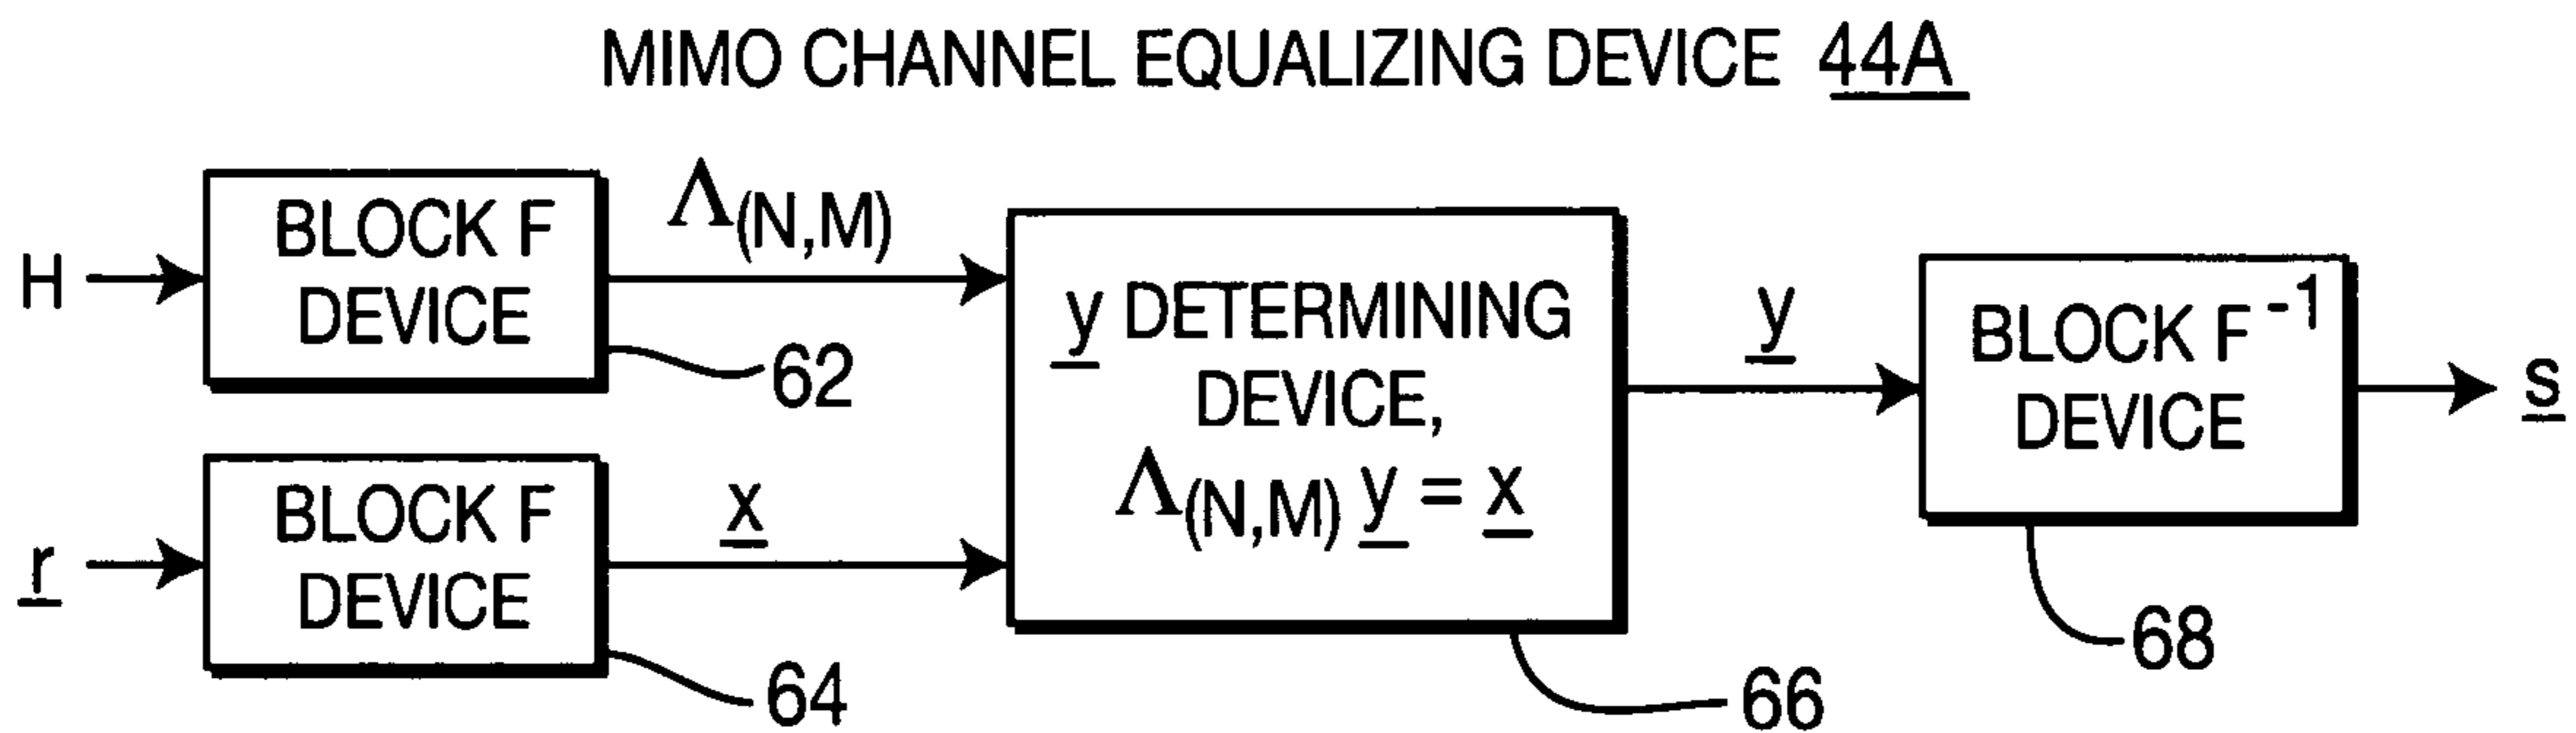 MIMO CHANNEL EQUALIZING DEVICE 44A
H
BLOCK F
DEVICE
62
Λ(N,M)
r
BLOCK F
DEVICE
64
x
y DETERMINING
DEVICE,
Λ(N,M) y = x
66
y
BLOCK F⁻¹
DEVICE
68
s